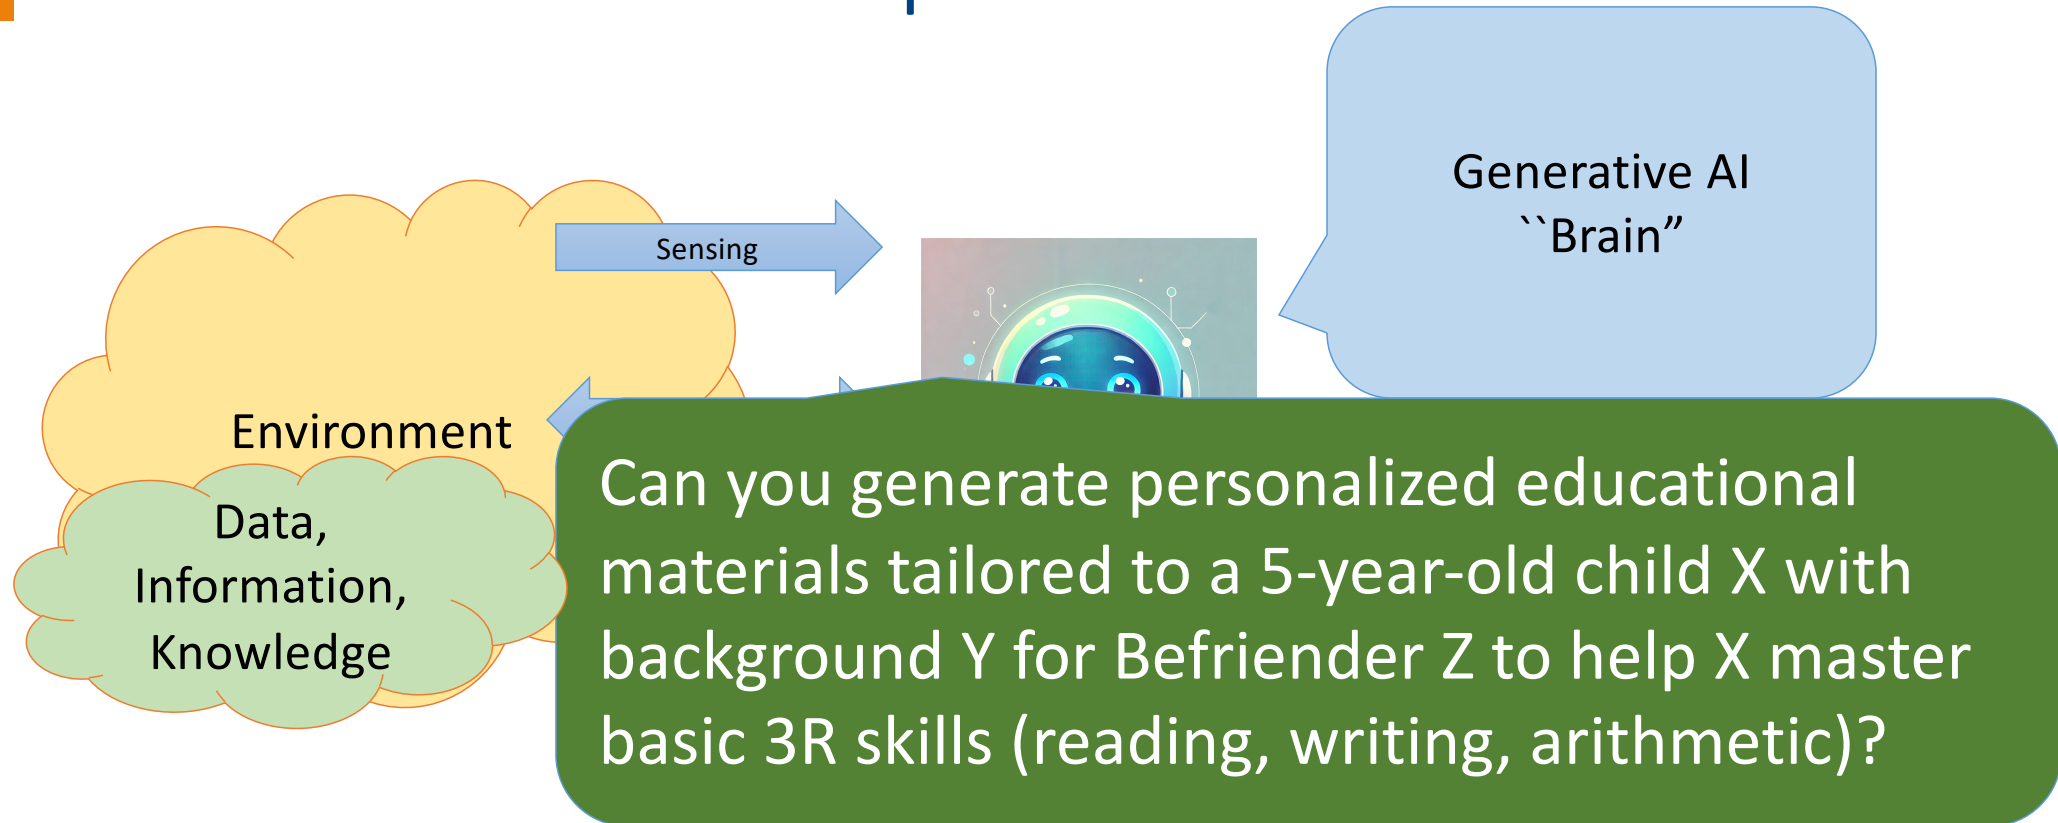 Generative AI
``Brain”
Sensing
Environment
Data,
Information,
Knowledge
Can you generate personalized educational
materials tailored to a 5-year-old child X with
background Y for Befriender Z to help X master
basic 3R skills (reading, writing, arithmetic)?